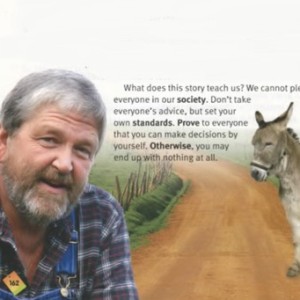 What does this story teach us? We cannot
everyone in our society. Don't take
everyone's advice, but set your
own standards. Prove to everyone
that you can make decisions by
yourself. Otherwise, you may
end up with nothing at all.
162